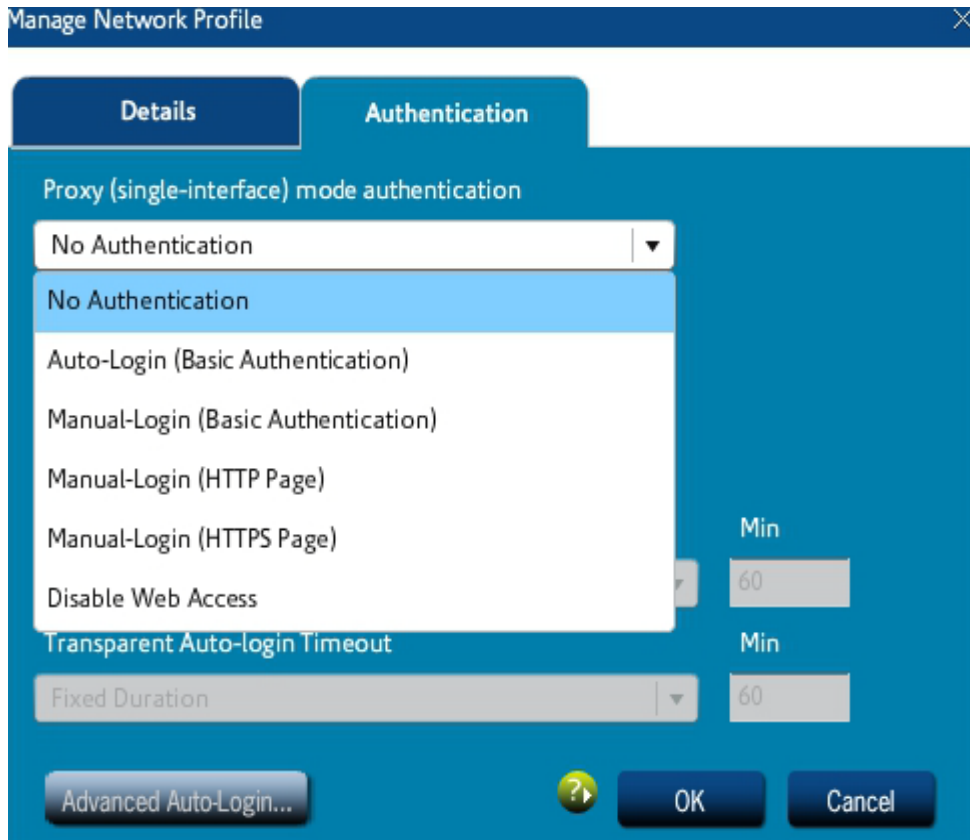 Manage Network Profile
Details
Authentication
Proxy (single-interface) mode authentication
No Authentication
No Authentication
Auto-Login (Basic Authentication)
Manual-Login (Basic Authentication)
Manual-Login (HTTP Page)
Manual-Login (HTTPS Page)
Disable Web Access
Min
60
Transparent Auto-login Timeout
Min
Fixed Duration
60
Advanced Auto-Login...
?
OK
Cancel